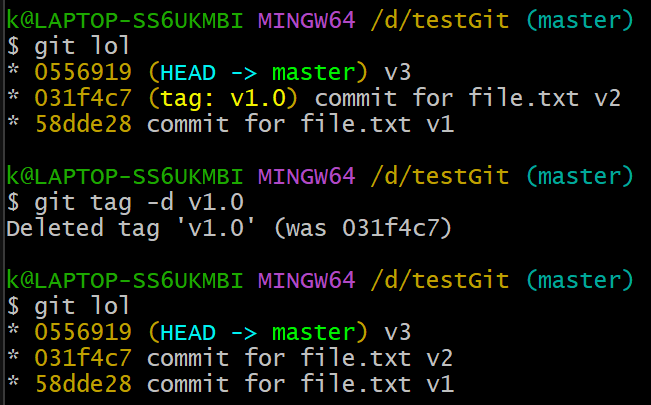 k@LAPTOP-SS6UKMBI MINGW64 /d/testGit (master)
$ git lol
* 0556919 (HEAD -> master) v3
* 031f4c7 (tag: v1.0) commit for file.txt v2
* 58dde28 commit for file.txt v1
k@LAPTOP-SS6UKMBI MINGW64 /d/testGit (master)
$ git tag -d v1.0
Deleted tag 'v1.0' (was 031f4c7)
k@LAPTOP-SS6UKMBI MINGW64 /d/testGit (master)
$ git lol
* 0556919 (HEAD -> master) v3
* 031f4c7 commit for file.txt v2
* 58dde28 commit for file.txt v1